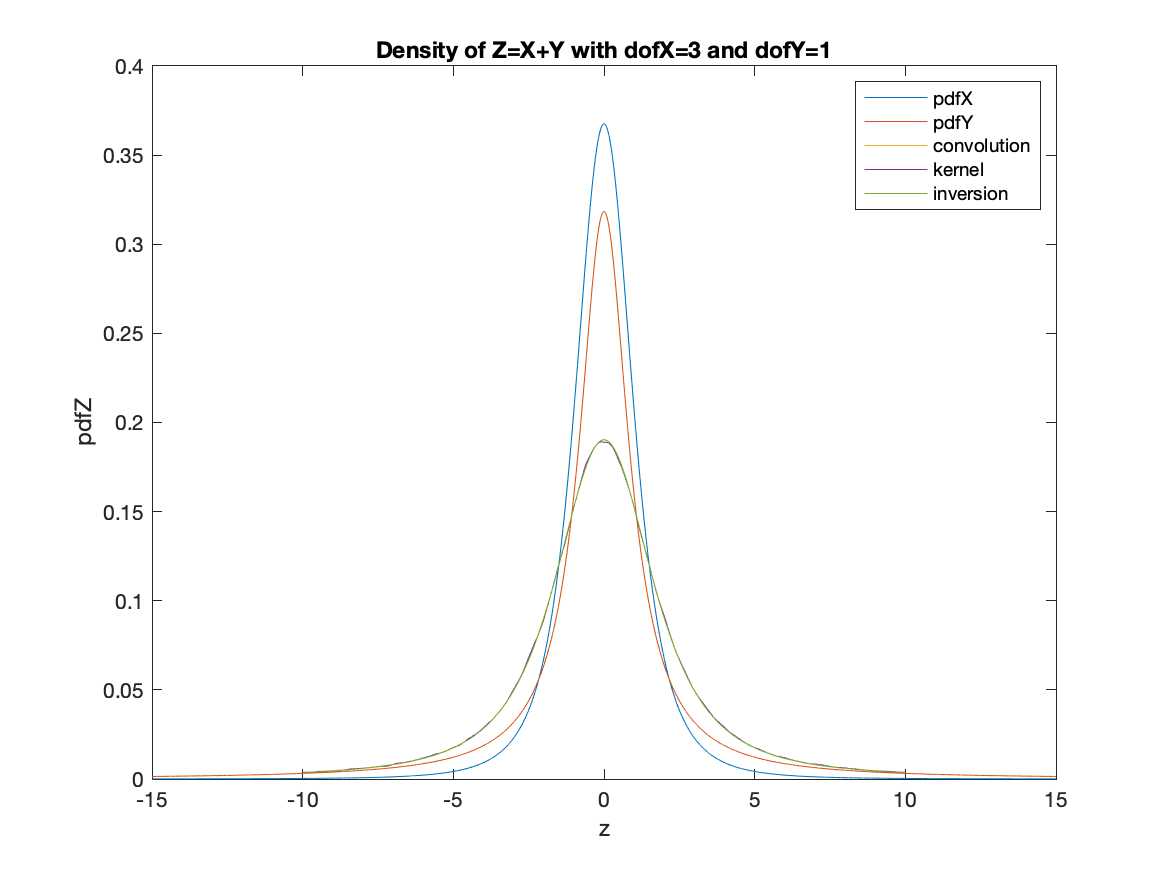 Density of Z=X+Y with dofX=3 and dofY=1
pdfX
pdfY
convolution
kernel
inversion
0.4
0.35
0.3
0.25
0.2
0.15
0.1
0.05
0
pdfZ
-15
-10
-5
0
5
10
15
z